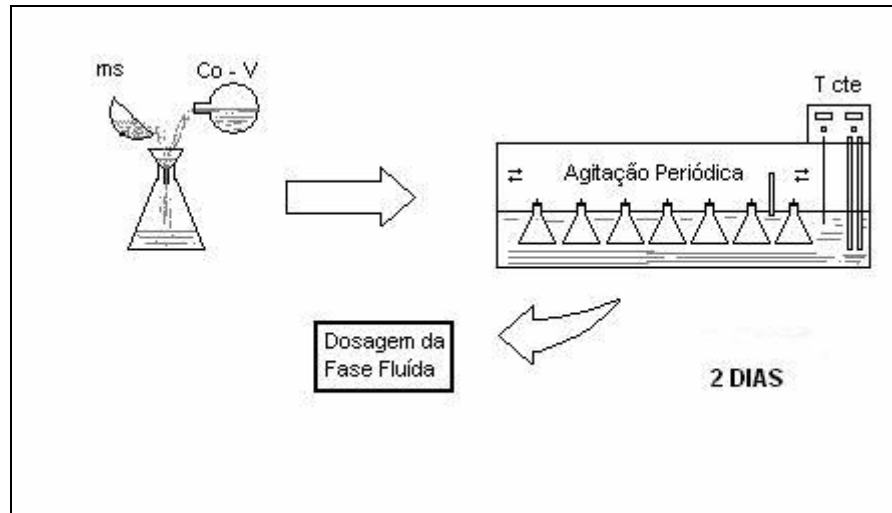 ms
Co - V
T cte
Agitação Periódica
Dosagem da
Fase Fluída
2 DIAS